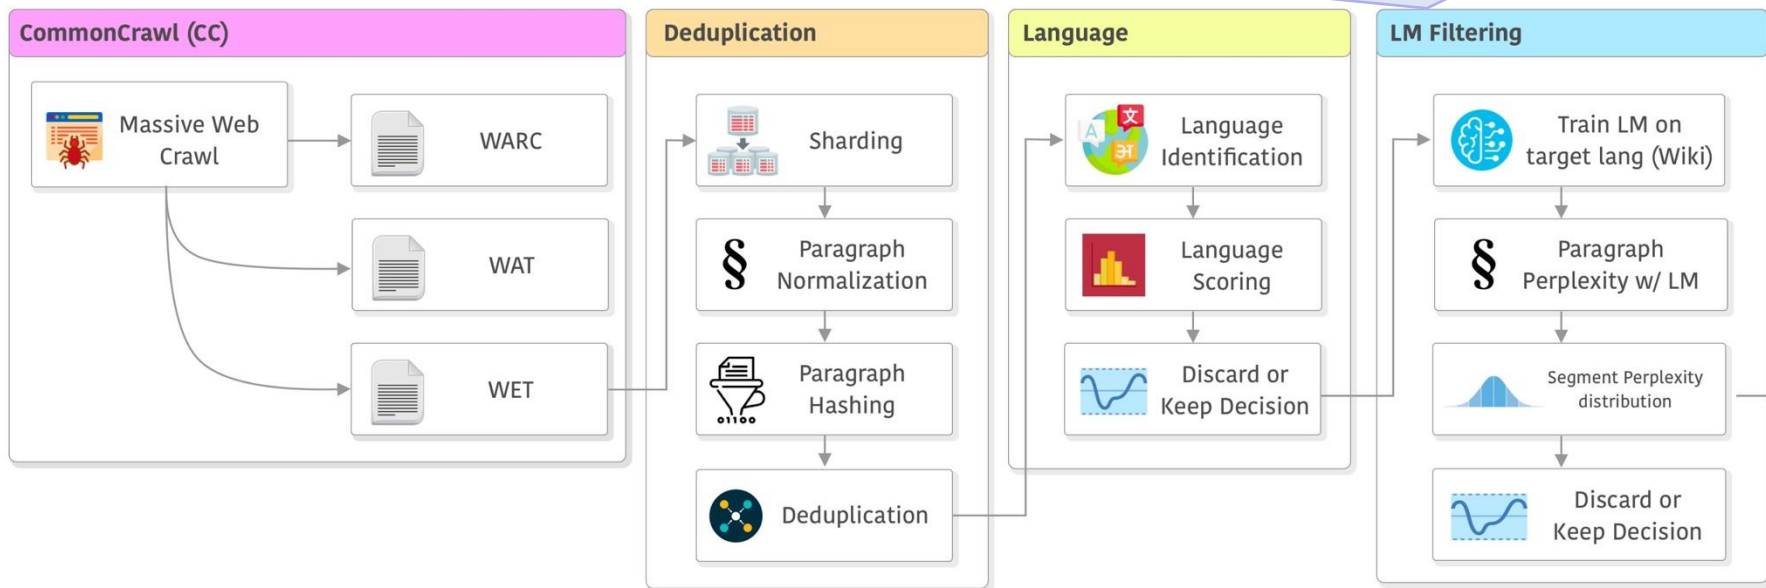 CommonCrawl (CC)
Massive Web
Crawl
WARC
WAT
WET
Deduplication
Sharding
§ Paragraph
Normalization
Paragraph
Hashing
01100
Deduplication
Language
A
文
अ
Language
Identification
Language
Scoring
Discard or
Keep Decision
LM Filtering
Train LM on
target lang (Wiki)
§ Paragraph
Perplexity w/ LM
Segment Perplexity
distribution
Discard or
Keep Decision